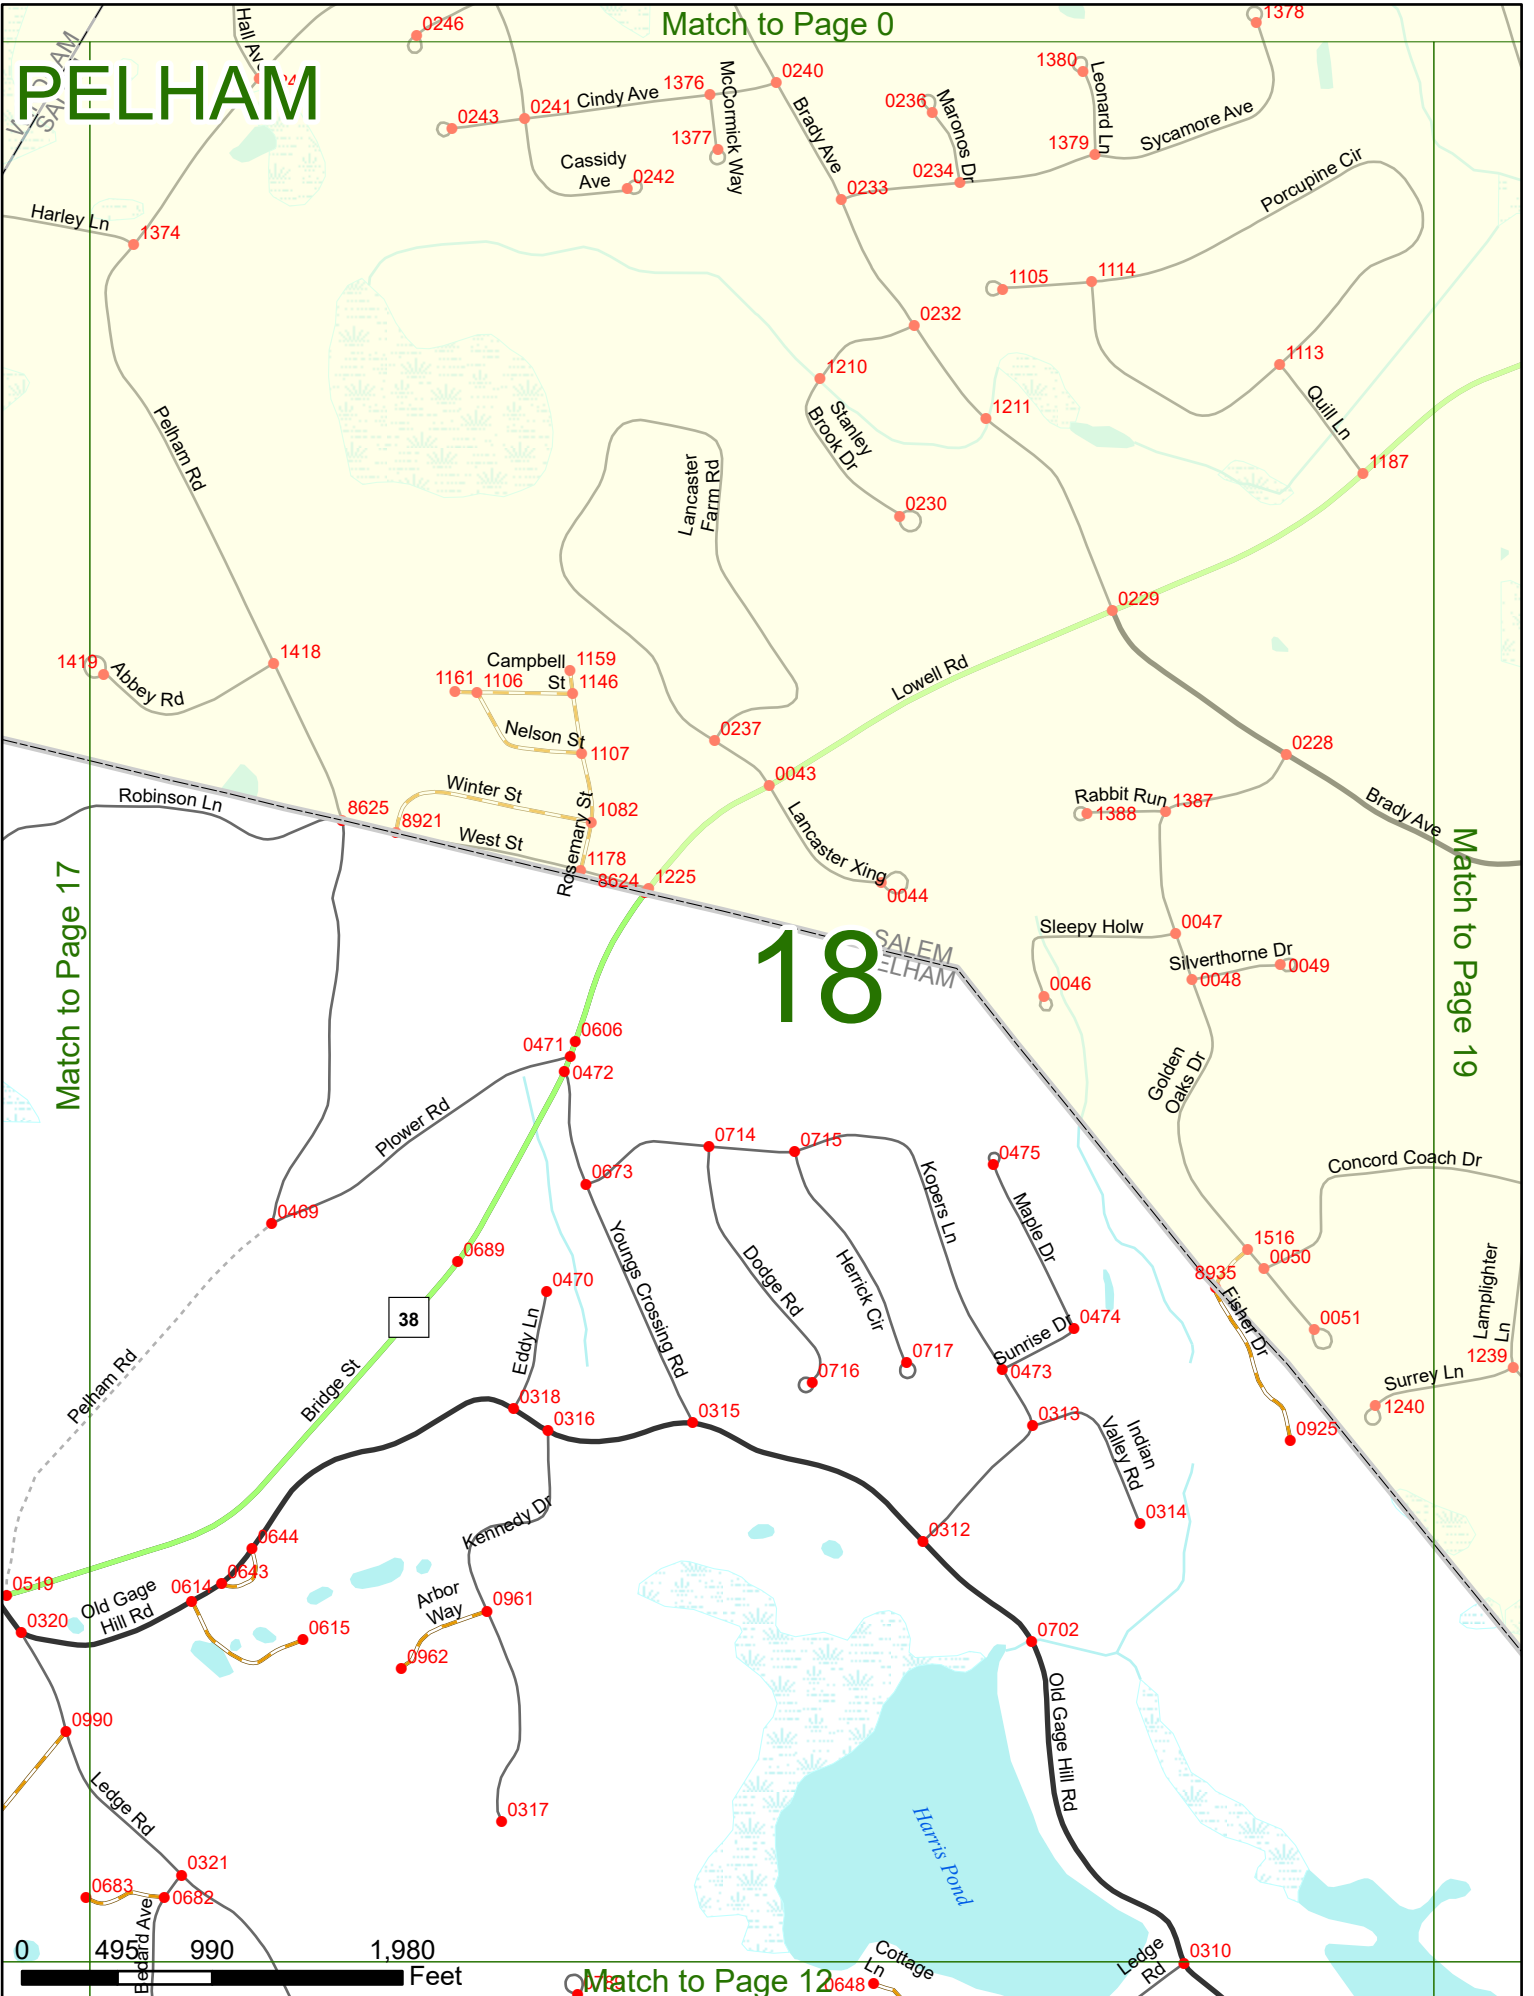 Match to Page 0
PELHAM
Hall Ave
0246
1378
1380
Leonard Ln
1376
McCormick Way
0240
0236
Maronos Dr
0243
0241
Cindy Ave
1377
Brady Ave
1379
Sycamore Ave
Cassidy
Ave
0242
0234
0233
Porcupine Cir
Harley Ln
1374
1105
1114
0232
1210
1113
Stanley
Brook Dr
1211
Quill Ln
Pelham Rd
Lancaster
Farm Rd
1187
0230
0229
1418
1419
Abbey Rd
Campbell
St
1159
1161
1106
1146
Lowell Rd
Nelson St
1107
0237
0228
0043
Winter St
Robinson Ln
8625
8921
1082
West St
Rosemary St
1178
8624
1225
Lancaster Xing
0044
Rabbit Run
1387
1388
Brady Ave
Match to Page 17
Match to Page 19
18
SALEM
PELHAM
Sleepy Holw
0047
Silverthorne Dr
0049
0048
0046
0606
0471
0472
Golden
Oaks Dr
Plower Rd
0714
0715
0475
Kopers Ln
Concord Coach Dr
0673
Maple Dr
0469
Youngs Crossing Rd
Dodge Rd
Herrick Cir
1516
0050
8935
0689
0470
38
Eddy Ln
Fisher Dr
0051
Lamplighter
Ln
0474
Sunrise Dr
0473
0717
0716
1239
Surrey Ln
1240
Pelham Rd
Bridge St
0318
0316
0315
0313
Indian
Valley Rd
0925
0314
Kennedy Dr
0644
0643
0312
0519
0614
Old Gage
Hill Rd
0320
Arbor
Way
0961
0615
0962
0702
Old Gage Hill Rd
0990
Ledge Rd
0317
Harris Pond
0321
0683
0682
Bedard Ave
0
495
990
1,980
Feet
Match to Page 12
Cottage
Ln
0648
Ledge
Rd
0310